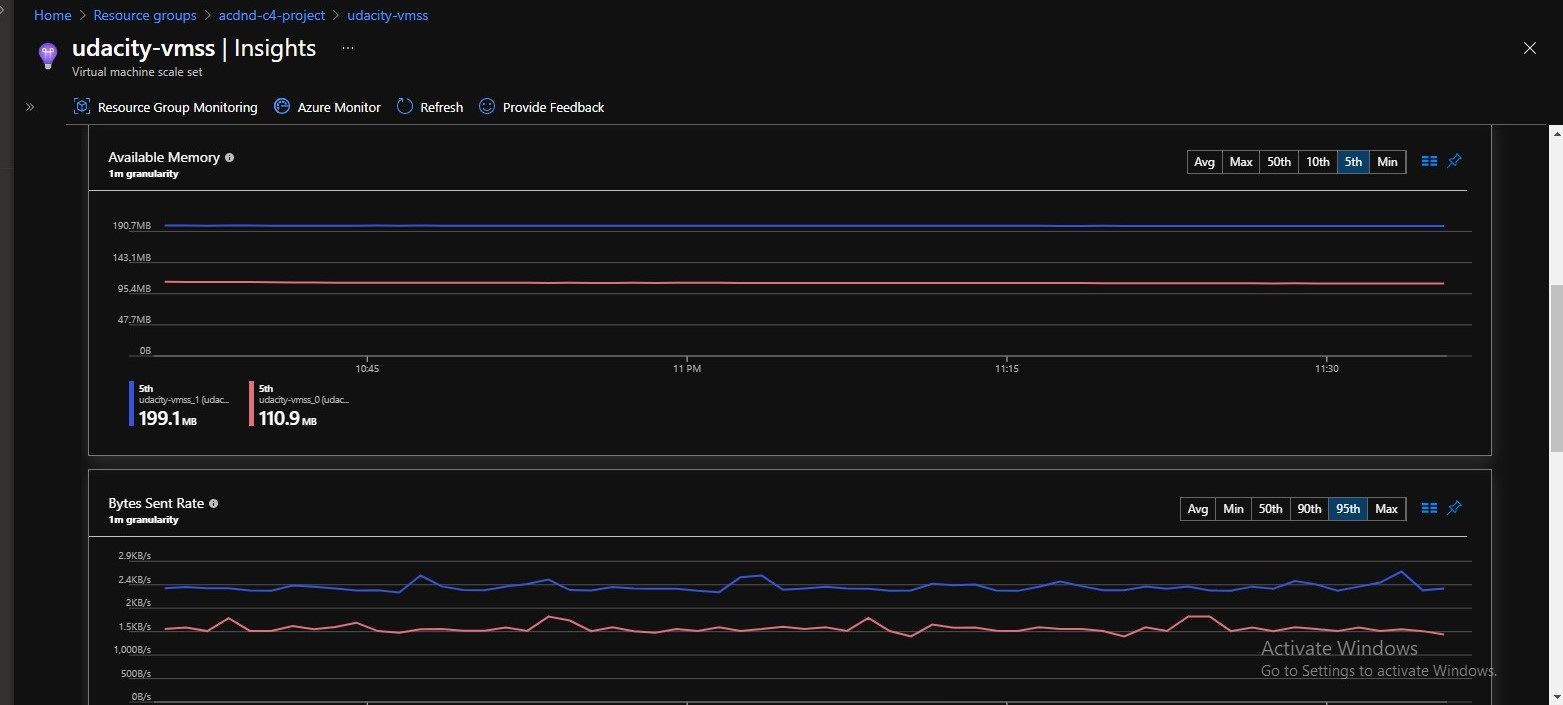 Home > Resource groups > acdnd-c4-project > udacity-vmss
udacity-vmss | Insights ...
Virtual machine scale set
» Resource Group Monitoring Azure Monitor Refresh Provide Feedback
Available Memory
1m granularity
Avg Max 50th 10th 5th Min
190.7MB
143.1MB
95.4MB
47.7MB
0B
10:45 11 PM 11:15 11:30
5th 5th
udacity-vmss_1 (udac... udacity-vmss_0 (udac...
199.1 MB 110.9 MB
Bytes Sent Rate
1m granularity
Avg Min 50th 90th 95th Max
2.9KB/s
2.4KB/s
2KB/s
1.5KB/s
1,000B/s
500B/s
0B/s
Activate Windows
Go to Settings to activate Windows.